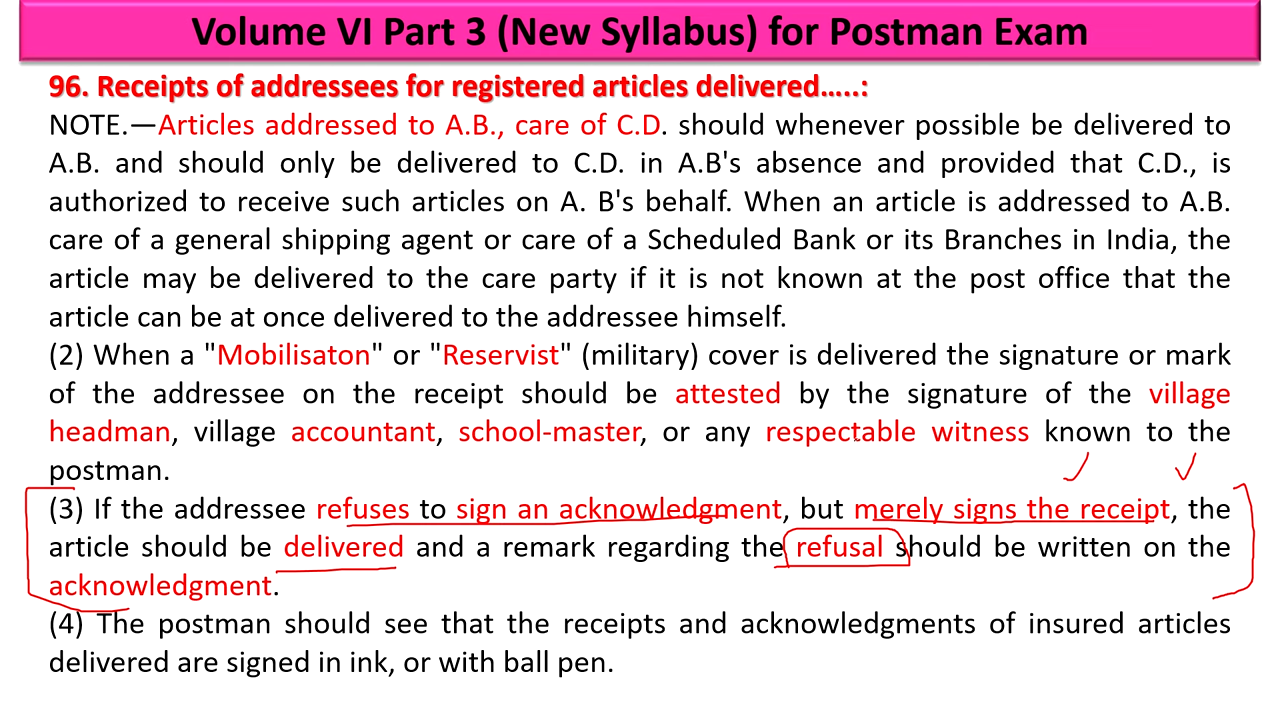 Volume VI Part 3 (New Syllabus) for Postman Exam
96. Receipts of addressees for registered articles delivered…..:
NOTE.—Articles addressed to A.B., care of C.D. should whenever possible be delivered to
A.B. and should only be delivered to C.D. in A.B's absence and provided that C.D., is
authorized to receive such articles on A. B's behalf. When an article is addressed to A.B.
care of a general shipping agent or care of a Scheduled Bank or its Branches in India, the
article may be delivered to the care party if it is not known at the post office that the
article can be at once delivered to the addressee himself.
(2) When a "Mobilisaton" or "Reservist" (military) cover is delivered the signature or mark
of the addressee on the receipt should be attested by the signature of the village
headman, village accountant, school-master, or any respectable witness known to the
postman.
(3) If the addressee refuses to sign an acknowledgment, but merely signs the receipt, the
article should be delivered and a remark regarding the refusal should be written on the
acknowledgment.
(4) The postman should see that the receipts and acknowledgments of insured articles
delivered are signed in ink, or with ball pen.